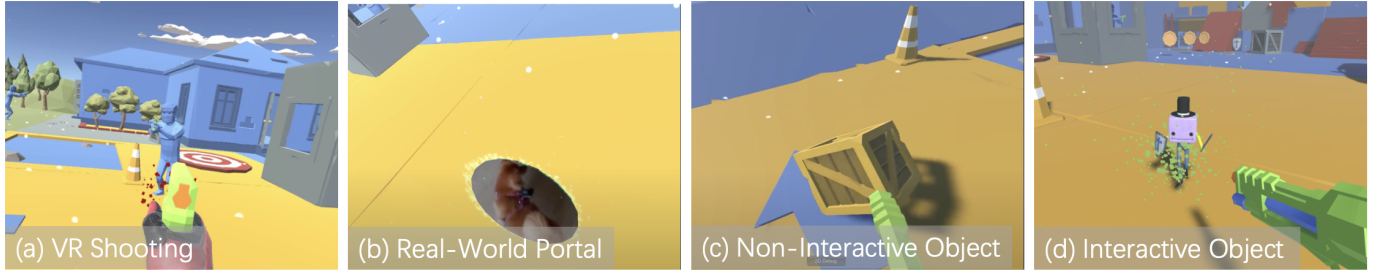 (a) VR Shooting
(b) Real-World Portal
(c) Non-Interactive Object
(d) Interactive Object